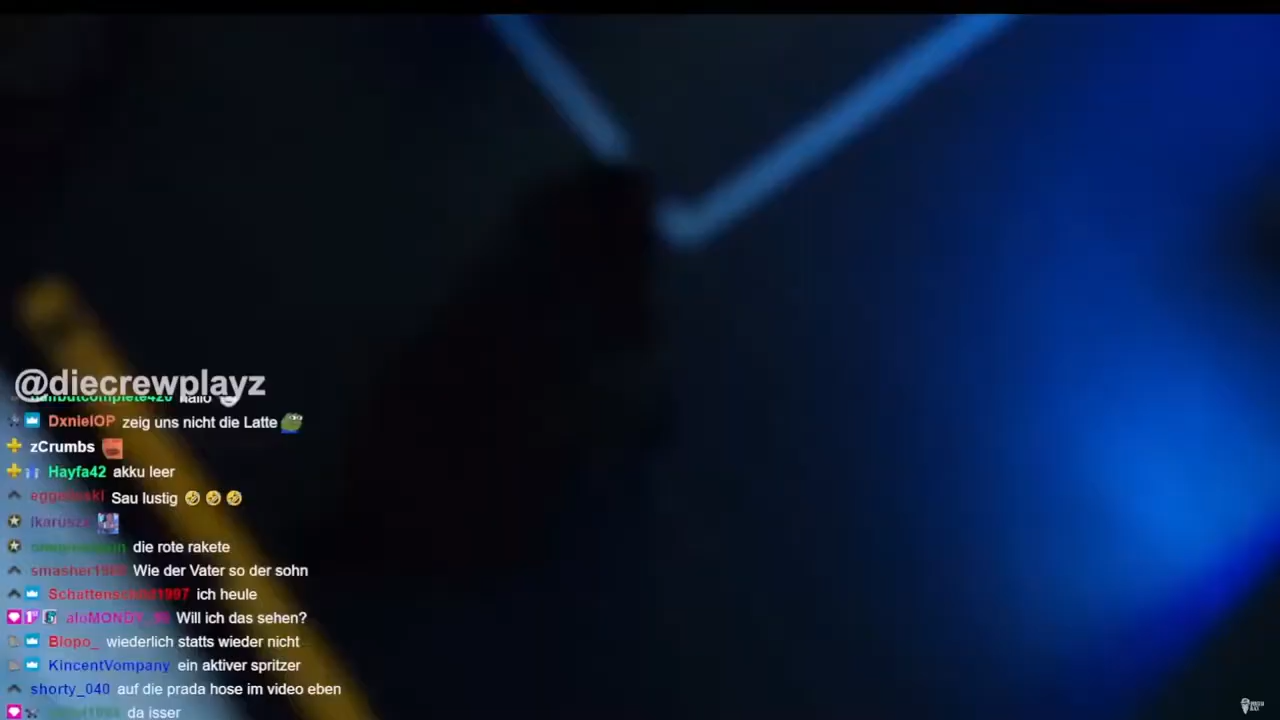 @diecrewplayz
hallo
DxnielOP zeig uns nicht die Latte
zCrumbs
Hayfa42 akku leer
Sau lustig
die rote rakete
Wie der Vater so der sohn
ich heule
Will ich das sehen?
Blopo_ wiederlich statts wieder nicht
KincentVompany ein aktiver spritzer
shorty_040 auf die prada hose im video eben
da isser